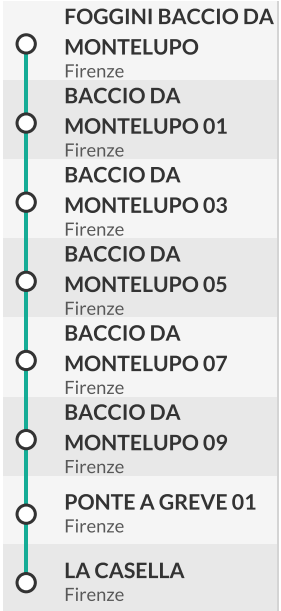 FOGGINI BACCIO DA
MONTELUPO
Firenze
BACCIO DA
MONTELUPO 01
Firenze
BACCIO DA
MONTELUPO 03
Firenze
BACCIO DA
MONTELUPO 05
Firenze
BACCIO DA
MONTELUPO 07
Firenze
BACCIO DA
MONTELUPO 09
Firenze
PONTE A GREVE 01
Firenze
LA CASELLA
Firenze